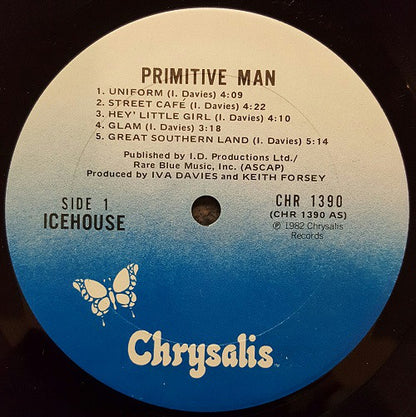 PRIMITIVE MAN
1. UNIFORM (I. Davies) 4:09
2. STREET CAFÉ (I. Davies) 4:22
3. HEY' LITTLE GIRL (I. Davies) 4:10
4. GLAM (I. Davies) 3:18
5. GREAT SOUTHERN LAND (I. Davies) 5:14
Published by I.D. Productions Ltd./
Rare Blue Music, Inc. (ASCAP)
Produced by IVA DAVIES and KEITH FORSEY
SIDE 1
ICEHOUSE
CHR 1390
(CHR 1390 AS)
℗ 1982 Chrysalis
Records
Chrysalis